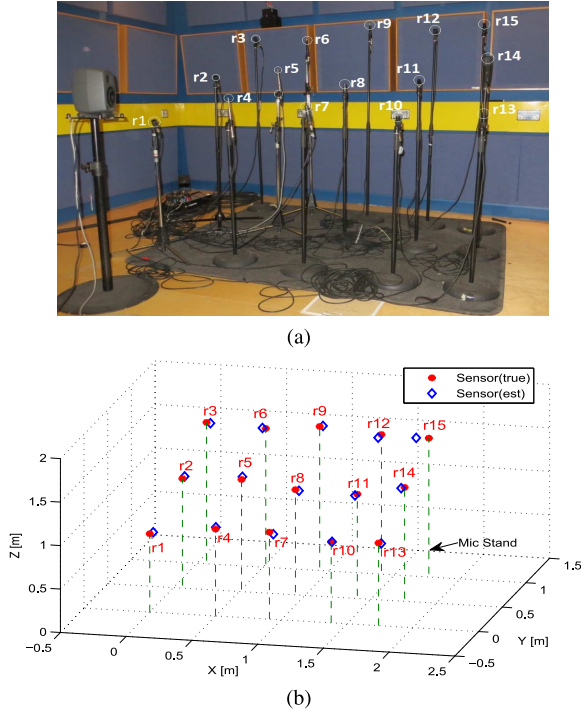 r9
r12
r15
r3
r6
r14
r2
r5
r8
r11
r4
r7
r10
r13
r1
(a)
Sensor(true)
Sensor(est)
r3
r6
r9
r12
r15
r2
r5
r8
r11
r14
r1
r4
r7
r10
r13
Mic Stand
2
1.5
1
0.5
0
Z [m]
−0.5
0
0.5
1
1.5
2
2.5
X [m]
−0.5
0
0.5
1
1.5
Y [m]
(b)